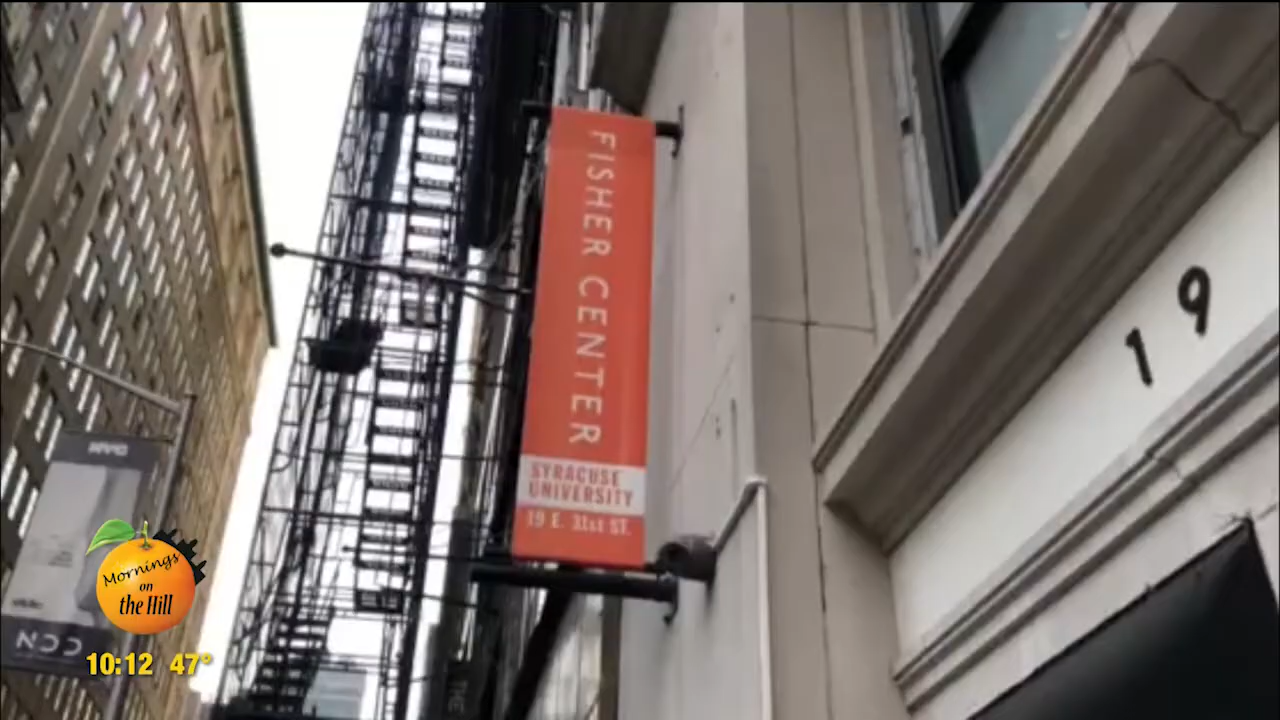 FISHER CENTER
SYRACUSE
UNIVERSITY
19 E. 31st ST.
19
Mornings
on
the Hill
10:12 47°